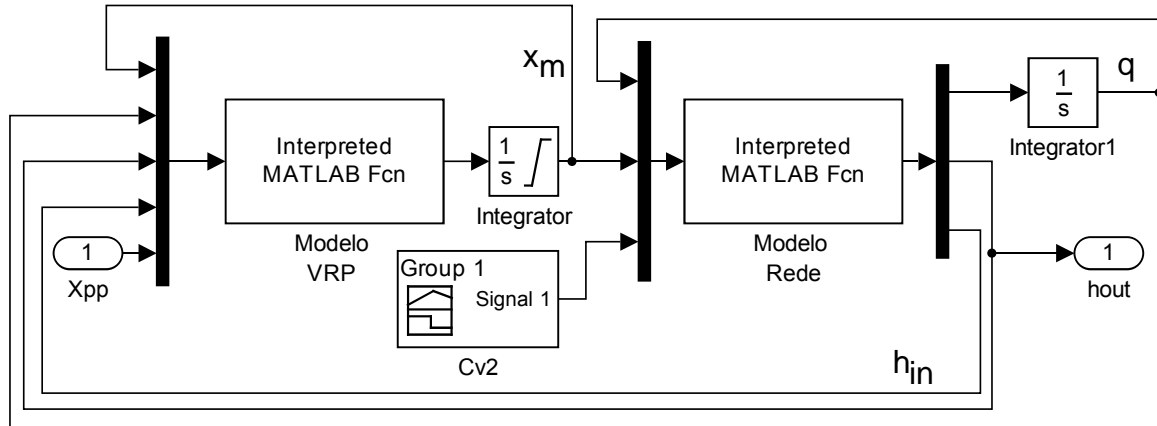 x_m
q
1
s
Interpreted
MATLAB Fcn
1
s
Interpreted
MATLAB Fcn
Integrator1
Integrator
1
Xpp
Modelo
VRP
Group 1
Signal 1
Cv2
Modelo
Rede
1
hout
h_in